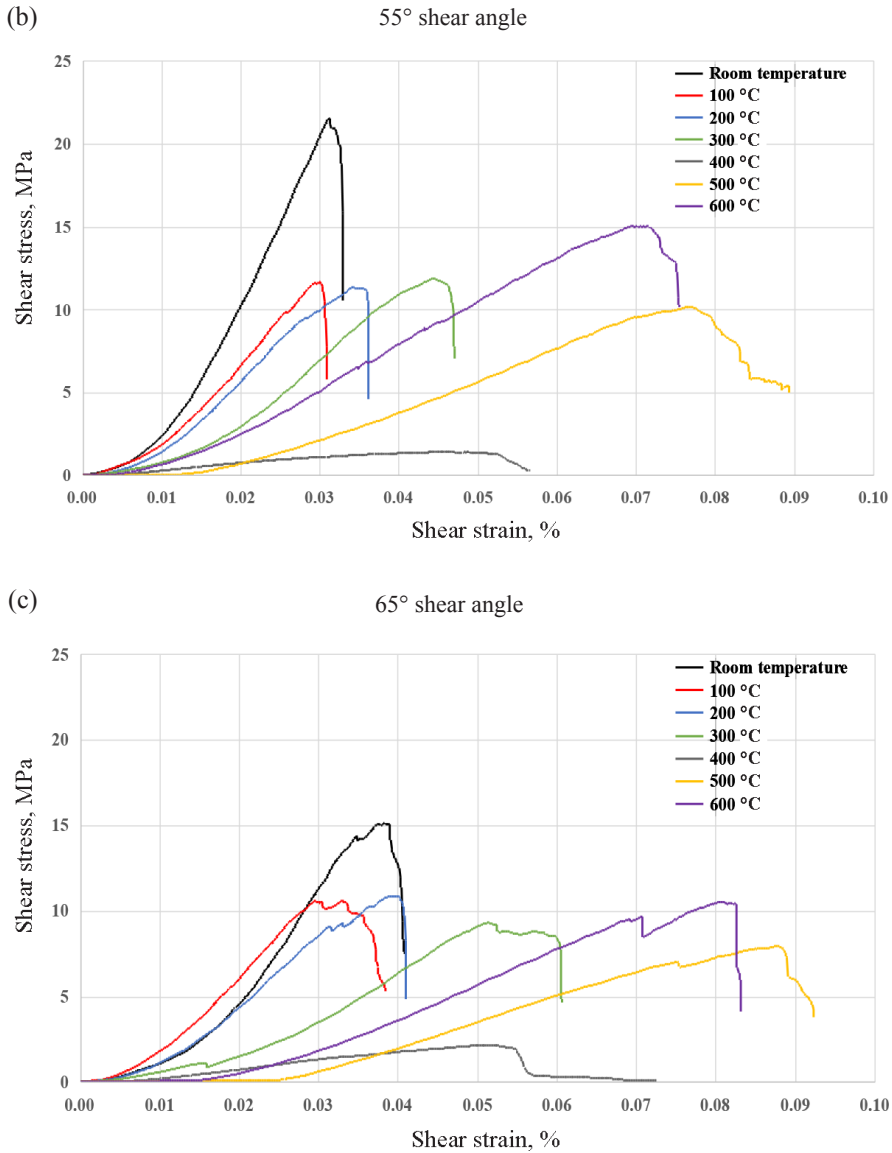 (b)
55° shear angle
25
20
15
10
5
0
Shear stress, MPa
Room temperature
100 °C
200 °C
300 °C
400 °C
500 °C
600 °C
0.00 0.01 0.02 0.03 0.04 0.05 0.06 0.07 0.08 0.09 0.10
Shear strain, %
(c)
65° shear angle
25
20
15
10
5
0
Shear stress, MPa
Room temperature
100 °C
200 °C
300 °C
400 °C
500 °C
600 °C
0.00 0.01 0.02 0.03 0.04 0.05 0.06 0.07 0.08 0.09 0.10
Shear strain, %